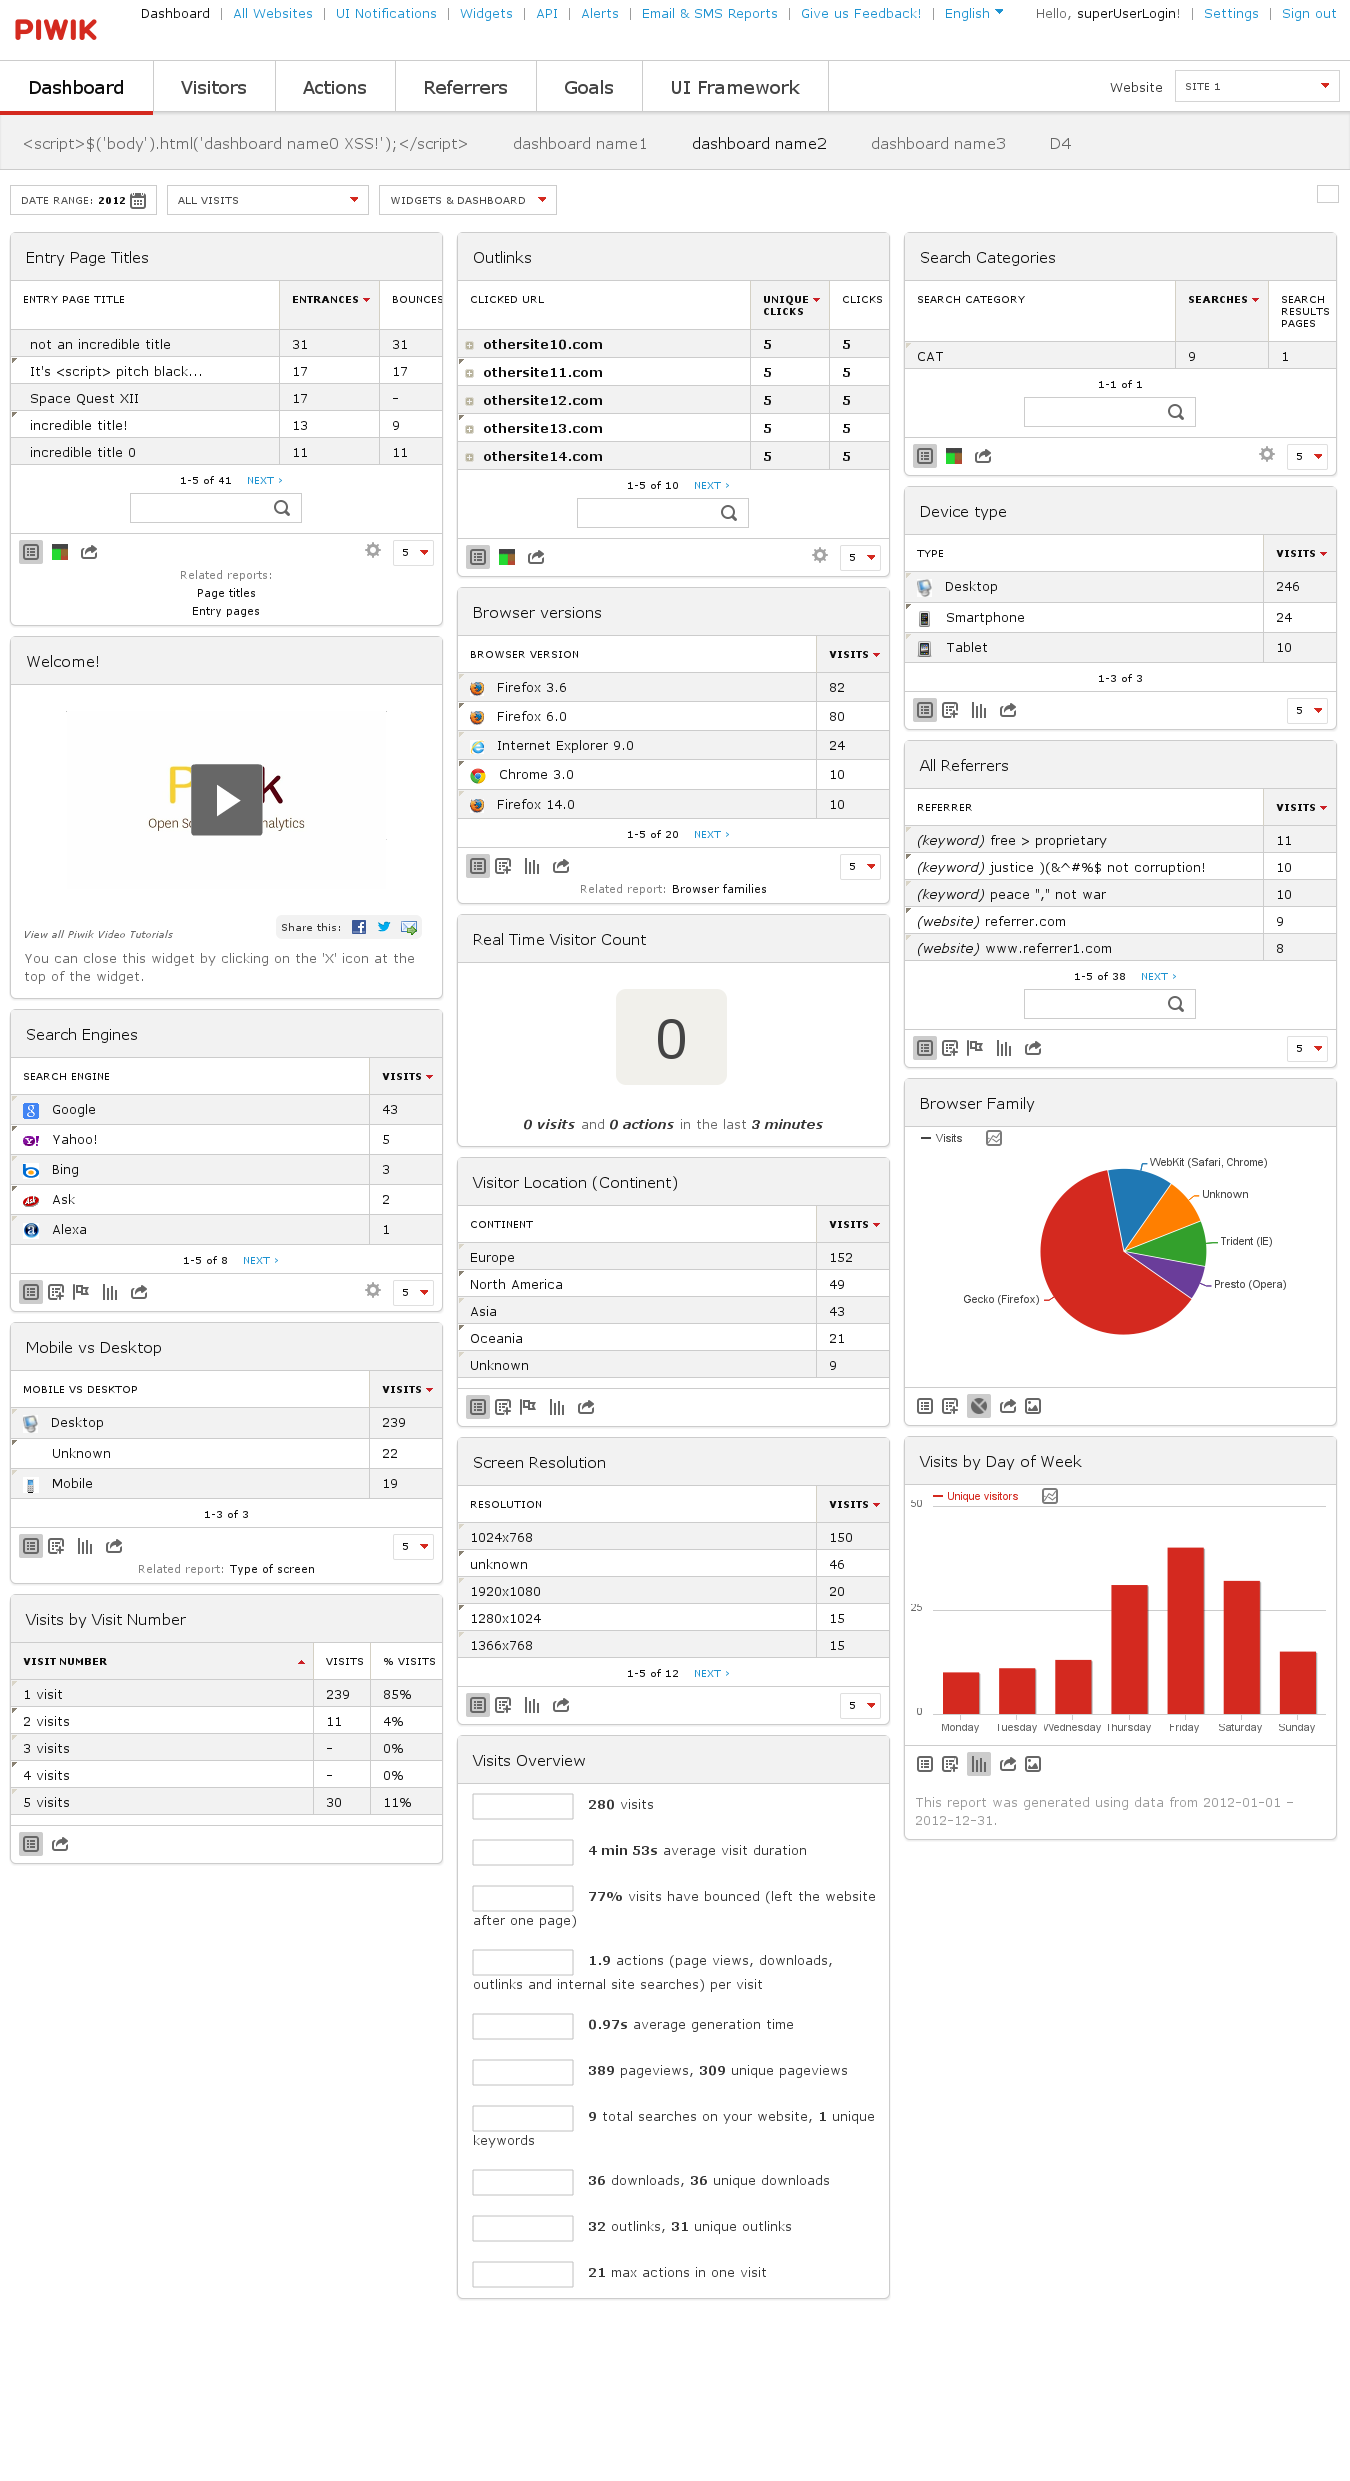 PIWIK
Dashboard | All Websites | UI Notifications | Widgets | API | Alerts | Email & SMS Reports | Give us Feedback! | English
Hello, superUserLogin! | Settings | Sign out
Dashboard Visitors Actions Referrers Goals UI Framework
Website SITE 1
<script>$('body').html('dashboard name0 XSS!');</script> dashboard name1 dashboard name2 dashboard name3 D4
DATE RANGE: 2012 ALL VISITS WIDGETS & DASHBOARD
Entry Page Titles
ENTRY PAGE TITLE ENTRANCES BOUNCES
not an incredible title 31 31
It's <script> pitch black... 17 17
Space Quest XII 17 -
incredible title! 13 9
incredible title 0 11 11
1-5 of 41 NEXT ›
5
Related reports:
Page titles
Entry pages
Welcome!
P k
Open So nalytics
View all Piwik Video Tutorials
Share this:
You can close this widget by clicking on the 'X' icon at the
top of the widget.
Search Engines
SEARCH ENGINE VISITS
Google 43
Yahoo! 5
Bing 3
Ask 2
Alexa 1
1-5 of 8 NEXT ›
5
Mobile vs Desktop
MOBILE VS DESKTOP VISITS
Desktop 239
Unknown 22
Mobile 19
1-3 of 3
5
Related report: Type of screen
Visits by Visit Number
VISIT NUMBER VISITS % VISITS
1 visit 239 85%
2 visits 11 4%
3 visits - 0%
4 visits - 0%
5 visits 30 11%
Outlinks
CLICKED URL UNIQUE CLICKS CLICKS
othersite10.com 5 5
othersite11.com 5 5
othersite12.com 5 5
othersite13.com 5 5
othersite14.com 5 5
1-5 of 10 NEXT ›
5
Browser versions
BROWSER VERSION VISITS
Firefox 3.6 82
Firefox 6.0 80
Internet Explorer 9.0 24
Chrome 3.0 10
Firefox 14.0 10
1-5 of 20 NEXT ›
5
Related report: Browser families
Real Time Visitor Count
0
0 visits and 0 actions in the last 3 minutes
Visitor Location (Continent)
CONTINENT VISITS
Europe 152
North America 49
Asia 43
Oceania 21
Unknown 9
Screen Resolution
RESOLUTION VISITS
1024x768 150
unknown 46
1920x1080 20
1280x1024 15
1366x768 15
1-5 of 12 NEXT ›
5
Visits Overview
280 visits
4 min 53s average visit duration
77% visits have bounced (left the website
after one page)
1.9 actions (page views, downloads,
outlinks and internal site searches) per visit
0.97s average generation time
389 pageviews, 309 unique pageviews
9 total searches on your website, 1 unique
keywords
36 downloads, 36 unique downloads
32 outlinks, 31 unique outlinks
21 max actions in one visit
Search Categories
SEARCH CATEGORY SEARCHES SEARCH RESULTS PAGES
CAT 9 1
1-1 of 1
5
Device type
TYPE VISITS
Desktop 246
Smartphone 24
Tablet 10
1-3 of 3
5
All Referrers
REFERRER VISITS
(keyword) free > proprietary 11
(keyword) justice )(&^#%$ not corruption! 10
(keyword) peace "," not war 10
(website) referrer.com 9
(website) www.referrer1.com 8
1-5 of 38 NEXT ›
5
Browser Family
Visits
WebKit (Safari, Chrome)
Unknown
Trident (IE)
Presto (Opera)
Gecko (Firefox)
Visits by Day of Week
Unique visitors
50
25
0
Monday Tuesday Wednesday Thursday Friday Saturday Sunday
This report was generated using data from 2012-01-01 –
2012-12-31.